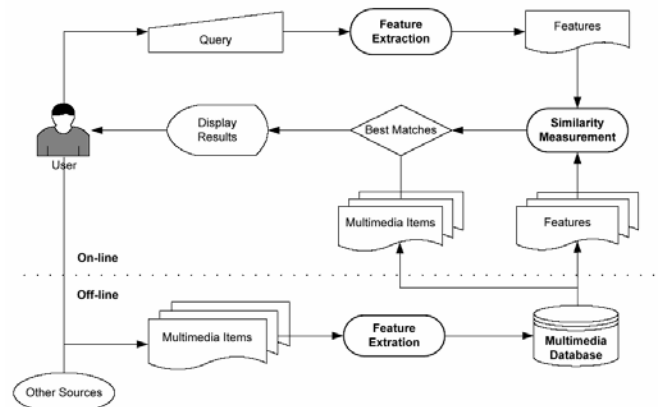 Query
Feature
Extraction
Features
User
Display
Results
Best Matches
Similarity
Measurement
Multimedia Items
Features
On-line
Off-line
Multimedia Items
Feature
Extration
Multimedia
Database
Other Sources